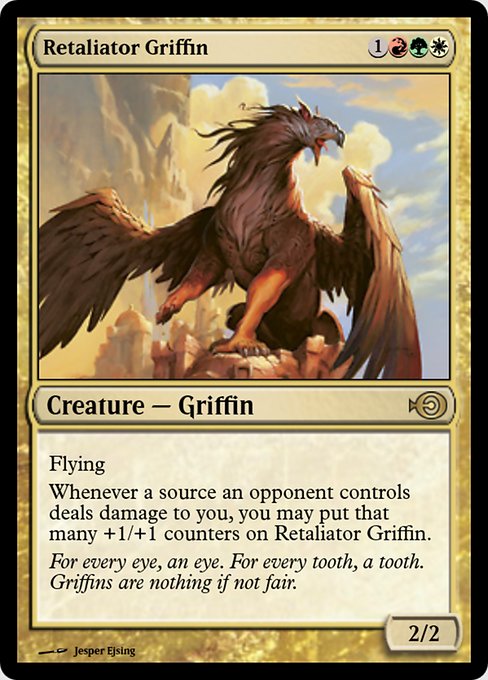 Retaliator Griffin 1
Creature — Griffin
Flying
Whenever a source an opponent controls
deals damage to you, you may put that
many +1/+1 counters on Retaliator Griffin.
For every eye, an eye. For every tooth, a tooth.
Griffins are nothing if not fair.
2/2
Jesper Ejsing